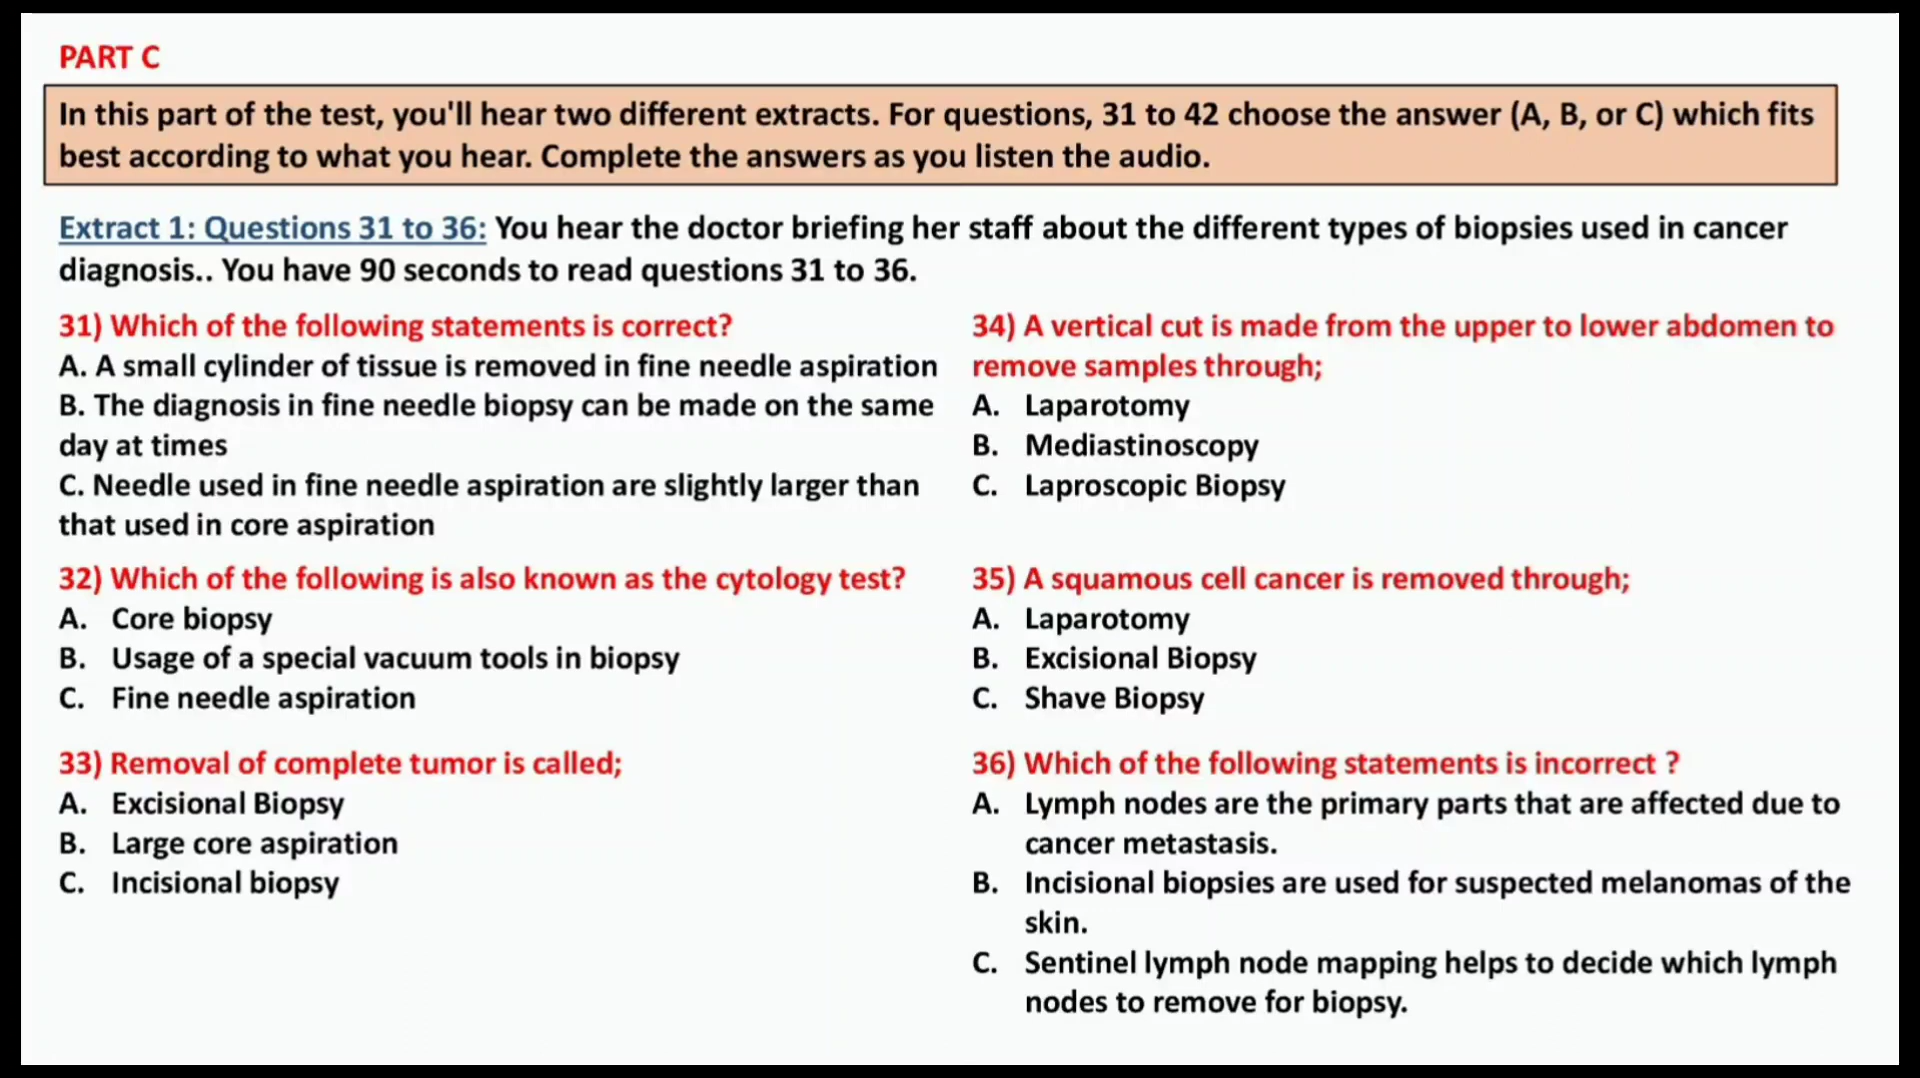 PART C
In this part of the test, you'll hear two different extracts. For questions, 31 to 42 choose the answer (A, B, or C) which fits
best according to what you hear. Complete the answers as you listen the audio.
Extract 1: Questions 31 to 36: You hear the doctor briefing her staff about the different types of biopsies used in cancer
diagnosis.. You have 90 seconds to read questions 31 to 36.
31) Which of the following statements is correct?
A. A small cylinder of tissue is removed in fine needle aspiration
B. The diagnosis in fine needle biopsy can be made on the same
day at times
C. Needle used in fine needle aspiration are slightly larger than
that used in core aspiration
32) Which of the following is also known as the cytology test?
A. Core biopsy
B. Usage of a special vacuum tools in biopsy
C. Fine needle aspiration
33) Removal of complete tumor is called;
A. Excisional Biopsy
B. Large core aspiration
C. Incisional biopsy
34) A vertical cut is made from the upper to lower abdomen to
remove samples through;
A. Laparotomy
B. Mediastinoscopy
C. Laproscopic Biopsy
35) A squamous cell cancer is removed through;
A. Laparotomy
B. Excisional Biopsy
C. Shave Biopsy
36) Which of the following statements is incorrect ?
A. Lymph nodes are the primary parts that are affected due to
cancer metastasis.
B. Incisional biopsies are used for suspected melanomas of the
skin.
C. Sentinel lymph node mapping helps to decide which lymph
nodes to remove for biopsy.